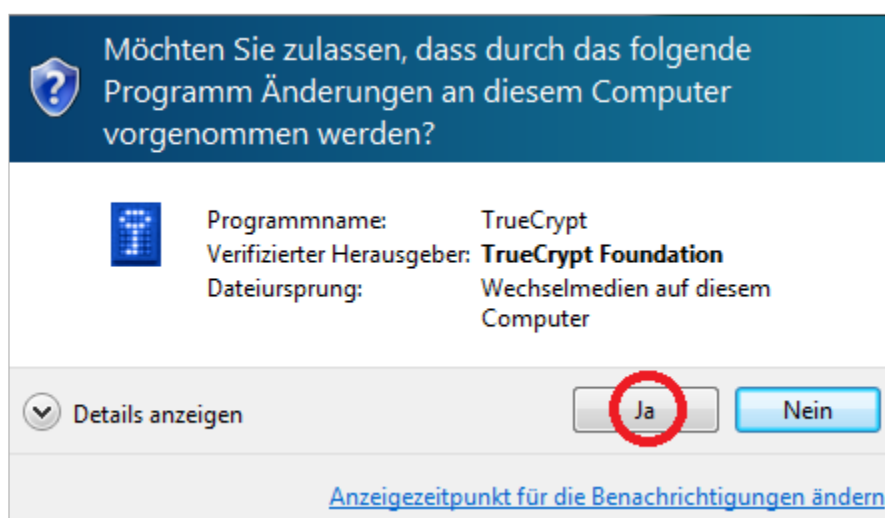 Möchten Sie zulassen, dass durch das folgende
Programm Änderungen an diesem Computer
vorgenommen werden?
Programmname: TrueCrypt
Verifizierter Herausgeber: TrueCrypt Foundation
Dateiursprung: Wechselmedien auf diesem
Computer
Details anzeigen Ja Nein
Anzeigezeitpunkt für die Benachrichtigungen ändern